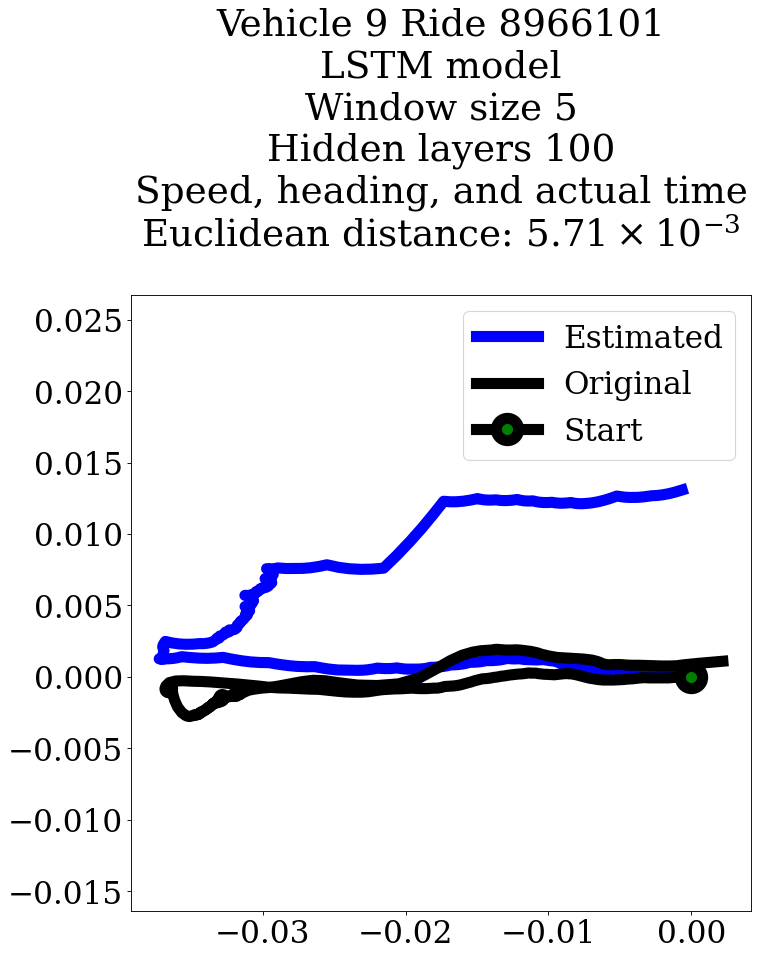 Vehicle 9 Ride 8966101
LSTM model
Window size 5
Hidden layers 100
Speed, heading, and actual time
Euclidean distance: 5.71 × 10⁻³
Estimated
Original
Start
0.025
0.020
0.015
0.010
0.005
0.000
−0.005
−0.010
−0.015
−0.03 −0.02 −0.01 0.00